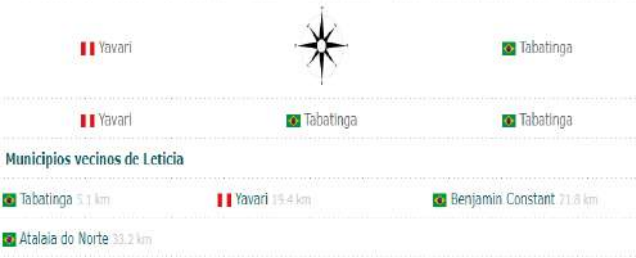 Yavari Tabatinga
Yavari Tabatinga Tabatinga
Municipios vecinos de Leticia
Tabatinga 5.1 km Yavari 19.4 km Benjamin Constant 21.8 km
Atalaia do Norte 33.2 km